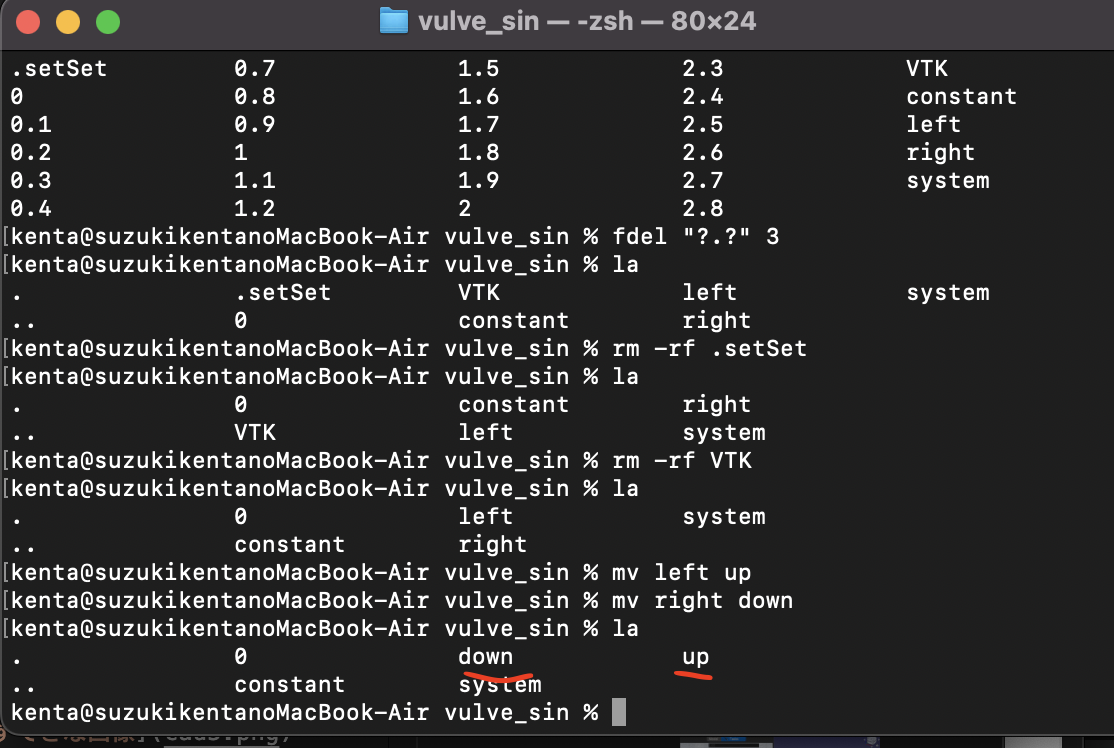 vulve_sin — -zsh — 80×24
.setSet 0.7 1.5 2.3 VTK
0 0.8 1.6 2.4 constant
0.1 0.9 1.7 2.5 left
0.2 1 1.8 2.6 right
0.3 1.1 1.9 2.7 system
0.4 1.2 2 2.8
[kenta@suzukikentanoMacBook-Air vulve_sin % fdel "?.?" 3
[kenta@suzukikentanoMacBook-Air vulve_sin % la
. .setSet VTK left system
.. 0 constant right
[kenta@suzukikentanoMacBook-Air vulve_sin % rm -rf .setSet
[kenta@suzukikentanoMacBook-Air vulve_sin % la
. 0 constant right
.. VTK left system
[kenta@suzukikentanoMacBook-Air vulve_sin % rm -rf VTK
[kenta@suzukikentanoMacBook-Air vulve_sin % la
. 0 left system
.. constant right
[kenta@suzukikentanoMacBook-Air vulve_sin % mv left up
[kenta@suzukikentanoMacBook-Air vulve_sin % mv right down
[kenta@suzukikentanoMacBook-Air vulve_sin % la
. 0 down up
.. constant system
kenta@suzukikentanoMacBook-Air vulve_sin %